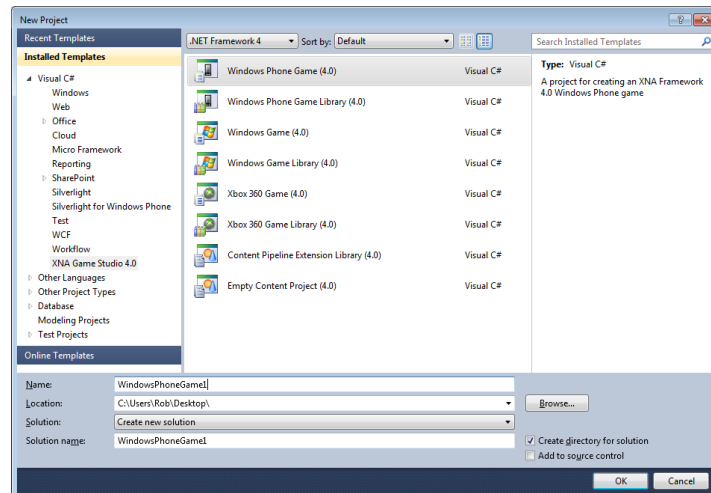 New Project
Recent Templates
.NET Framework 4 Sort by: Default Search Installed Templates
Installed Templates
Visual C#
Windows
Web
Office
Cloud
Micro Framework
Reporting
SharePoint
Silverlight
Silverlight for Windows Phone
Test
WCF
Workflow
XNA Game Studio 4.0
Other Languages
Other Project Types
Database
Modeling Projects
Test Projects
Online Templates
Windows Phone Game (4.0) Visual C#
Windows Phone Game Library (4.0) Visual C#
Windows Game (4.0) Visual C#
Windows Game Library (4.0) Visual C#
Xbox 360 Game (4.0) Visual C#
Xbox 360 Game Library (4.0) Visual C#
Content Pipeline Extension Library (4.0) Visual C#
Empty Content Project (4.0) Visual C#
Type: Visual C#
A project for creating an XNA Framework
4.0 Windows Phone game
Name: WindowsPhoneGame1
Location: C:\Users\Rob\Desktop\ Browse...
Solution: Create new solution
Solution name: WindowsPhoneGame1 Create directory for solution
Add to source control
OK Cancel